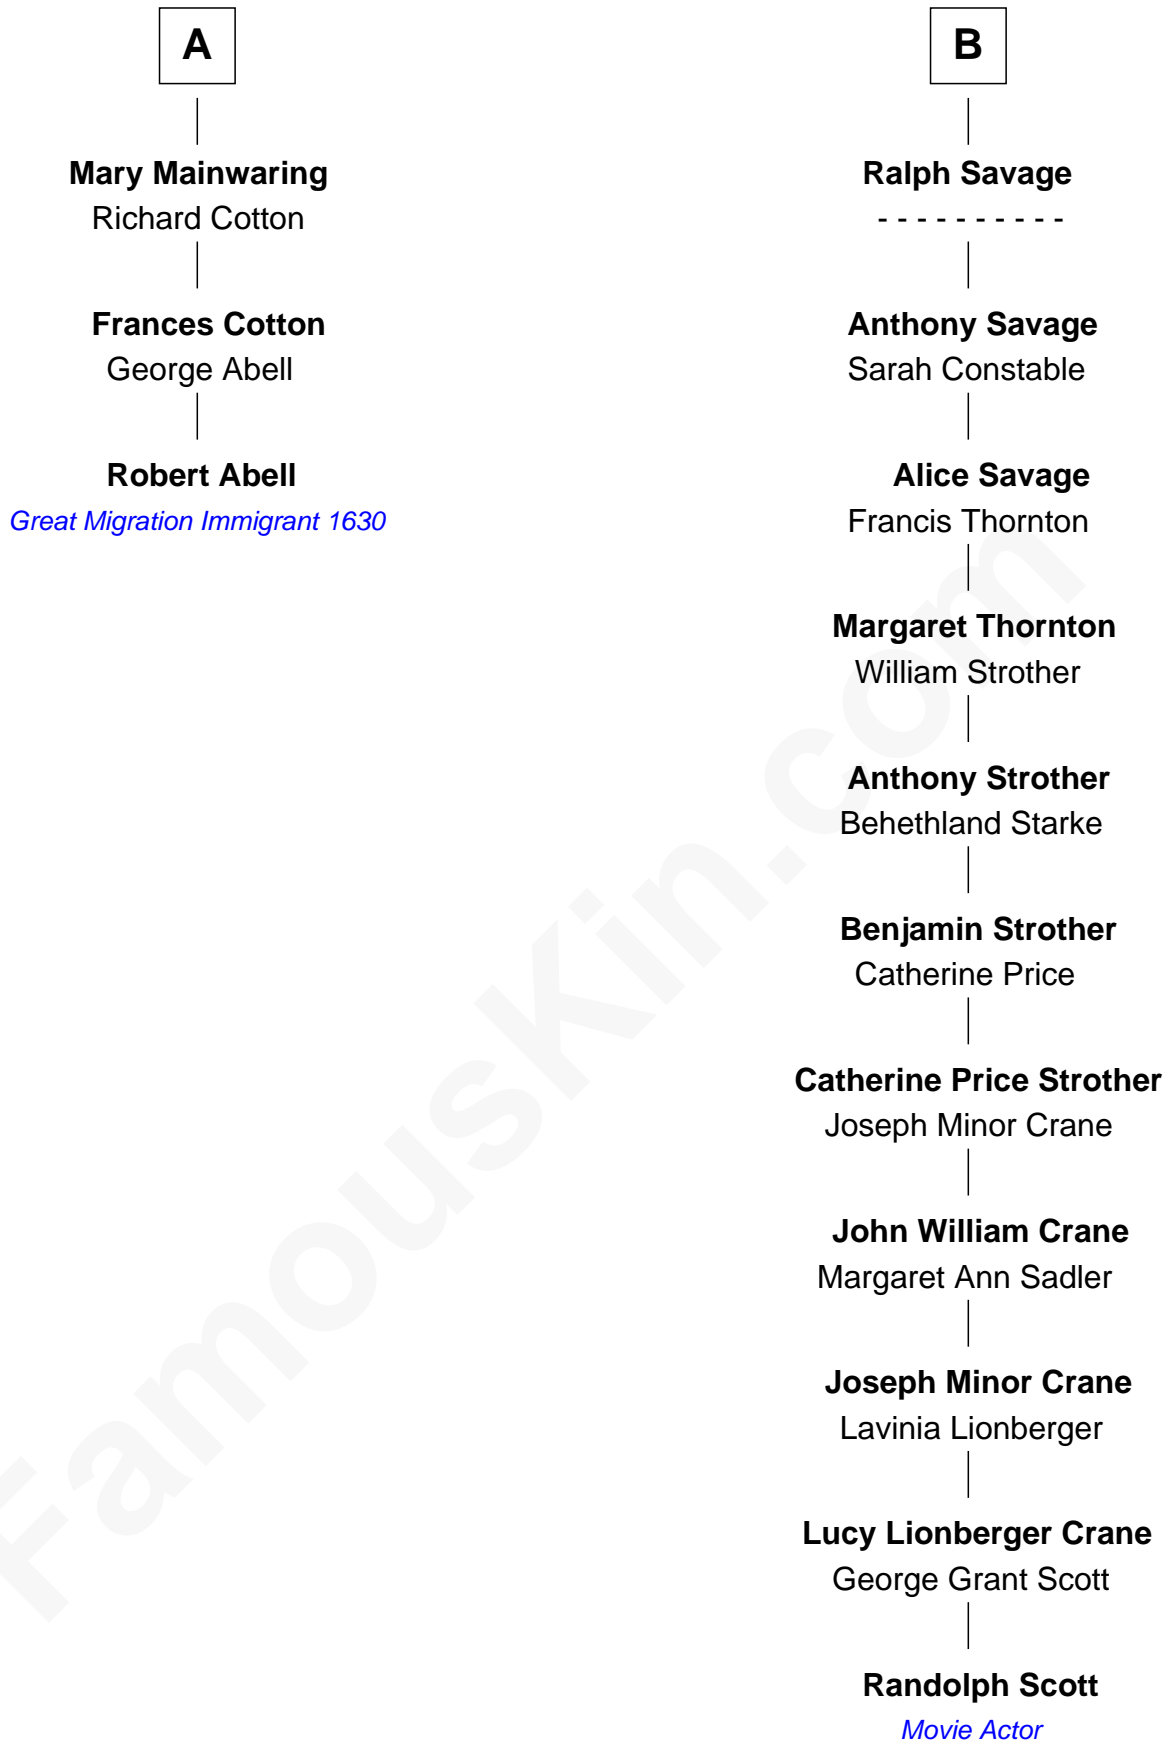 A
Mary Mainwaring
Richard Cotton
Frances Cotton
George Abell
Robert Abell
Great Migration Immigrant 1630
B
Ralph Savage
- - - - - - - - - -
Anthony Savage
Sarah Constable
Alice Savage
Francis Thornton
Margaret Thornton
William Strother
Anthony Strother
Behethland Starke
Benjamin Strother
Catherine Price
Catherine Price Strother
Joseph Minor Crane
John William Crane
Margaret Ann Sadler
Joseph Minor Crane
Lavinia Lionberger
Lucy Lionberger Crane
George Grant Scott
Randolph Scott
Movie Actor
FamousKin.com